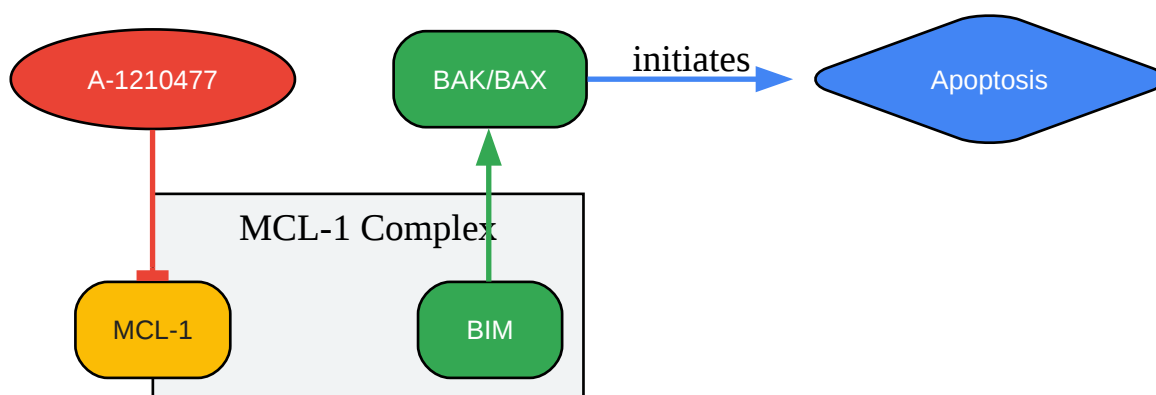 A-1210477
BAK/BAX
initiates
Apoptosis
MCL-1 Complex
MCL-1
BIM